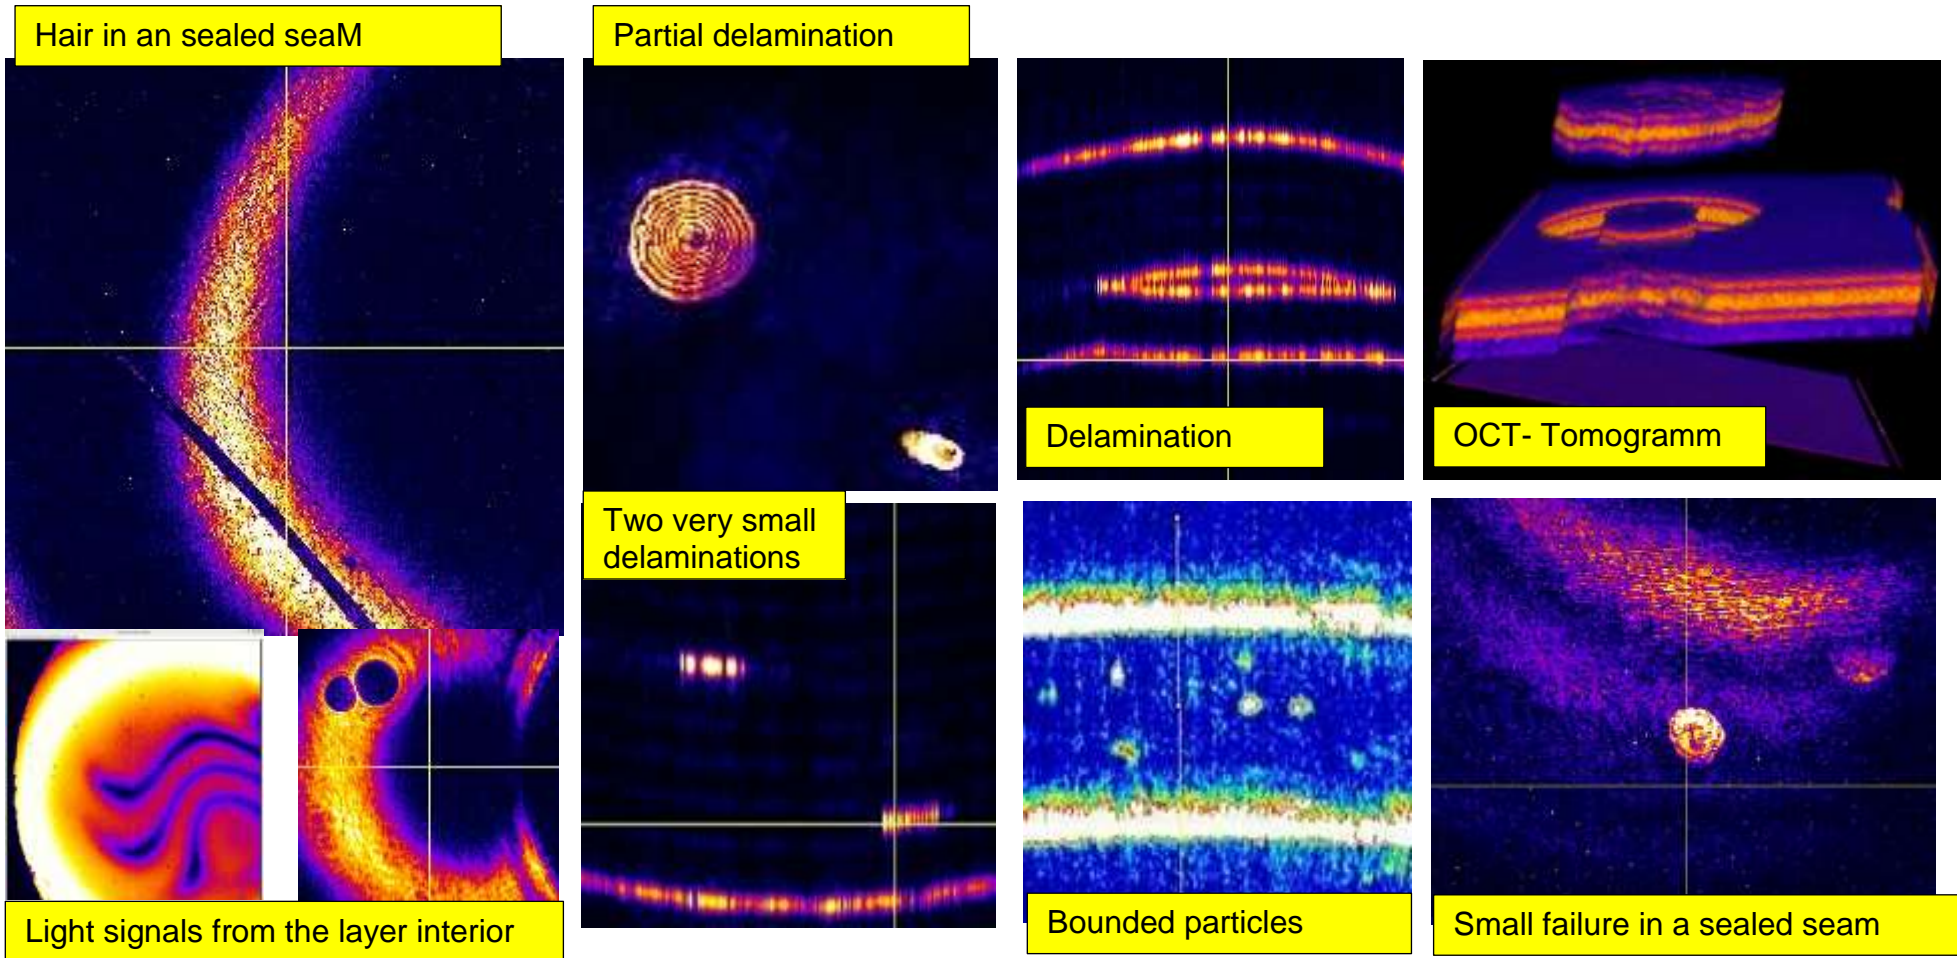 Hair in an sealed seaM
Partial delamination
Delamination
OCT- Tomogramm
Two very small
delaminations
Light signals from the layer interior
Bounded particles
Small failure in a sealed seam